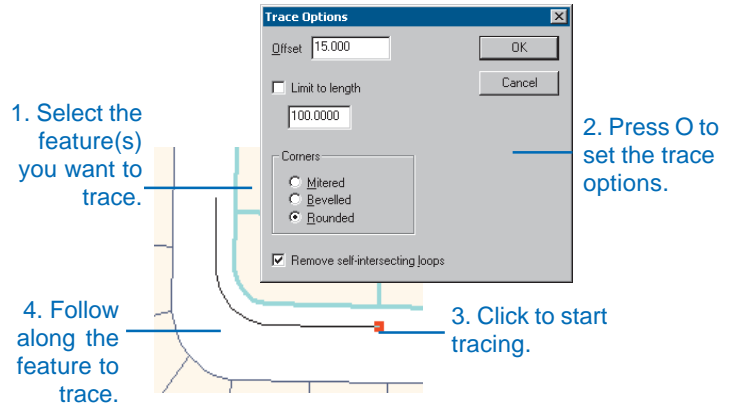 Trace Options
Offset 15.000
OK
Limit to length
Cancel
100.0000
Corners
Mitered
Bevelled
Rounded
Remove self-intersecting loops
1. Select the
feature(s)
you want to
trace.
2. Press O to
set the trace
options.
3. Click to start
tracing.
4. Follow
along the
feature to
trace.